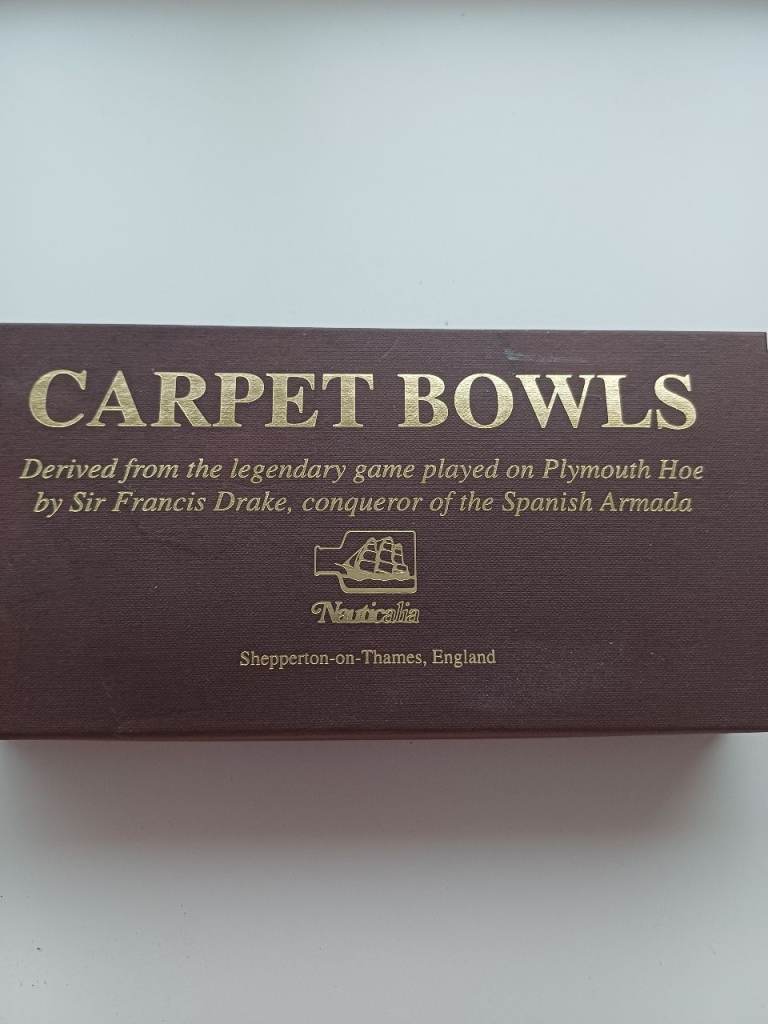 CARPET BOWLS
Derived from the legendary game played on Plymouth Hoe
by Sir Francis Drake, conqueror of the Spanish Armada
Nauticalia
Shepperton-on-Thames, England